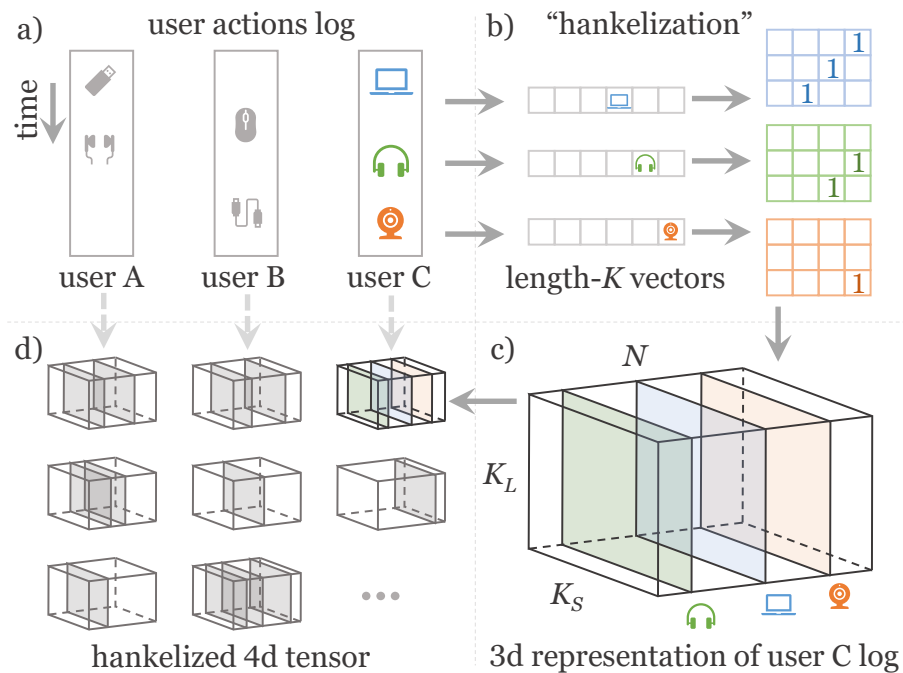 a)
user actions log
time
user A
user B
user C
b)
“hankelization”
length-K vectors
1
1
1
1
1
1
c)
N
K_L
K_S
3d representation of user C log
d)
hankelized 4d tensor